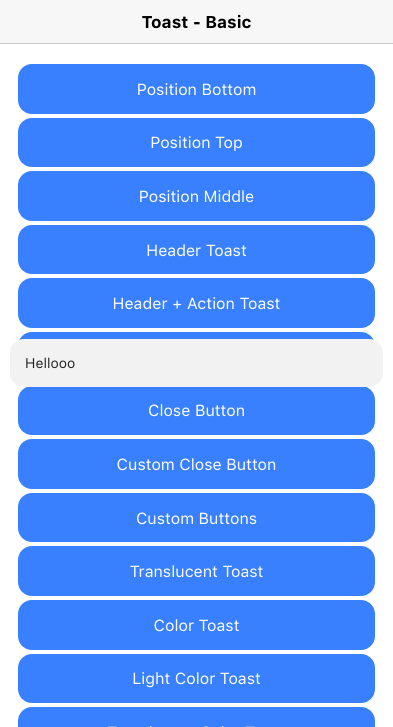 Toast - Basic
Position Bottom
Position Top
Position Middle
Header Toast
Header + Action Toast
Hellooo
Close Button
Custom Close Button
Custom Buttons
Translucent Toast
Color Toast
Light Color Toast